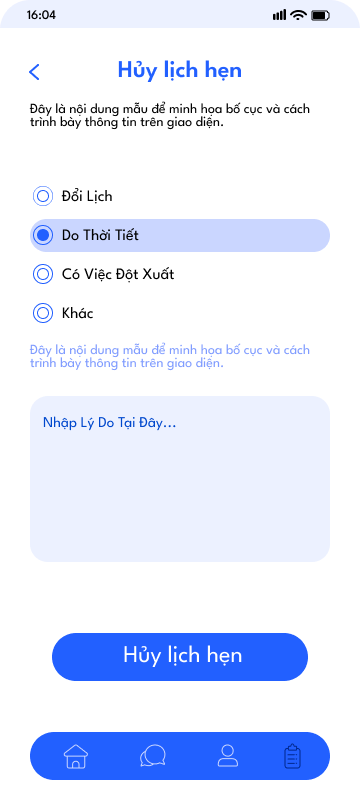 16:04
Hủy lịch hẹn
Đây là nội dung mẫu để minh họa bố cục và cách
trình bày thông tin trên giao diện.
Đổi Lịch
Do Thời Tiết
Có Việc Đột Xuất
Khác
Đây là nội dung mẫu để minh họa bố cục và cách
trình bày thông tin trên giao diện.
Nhập Lý Do Tại Đây...
Hủy lịch hẹn